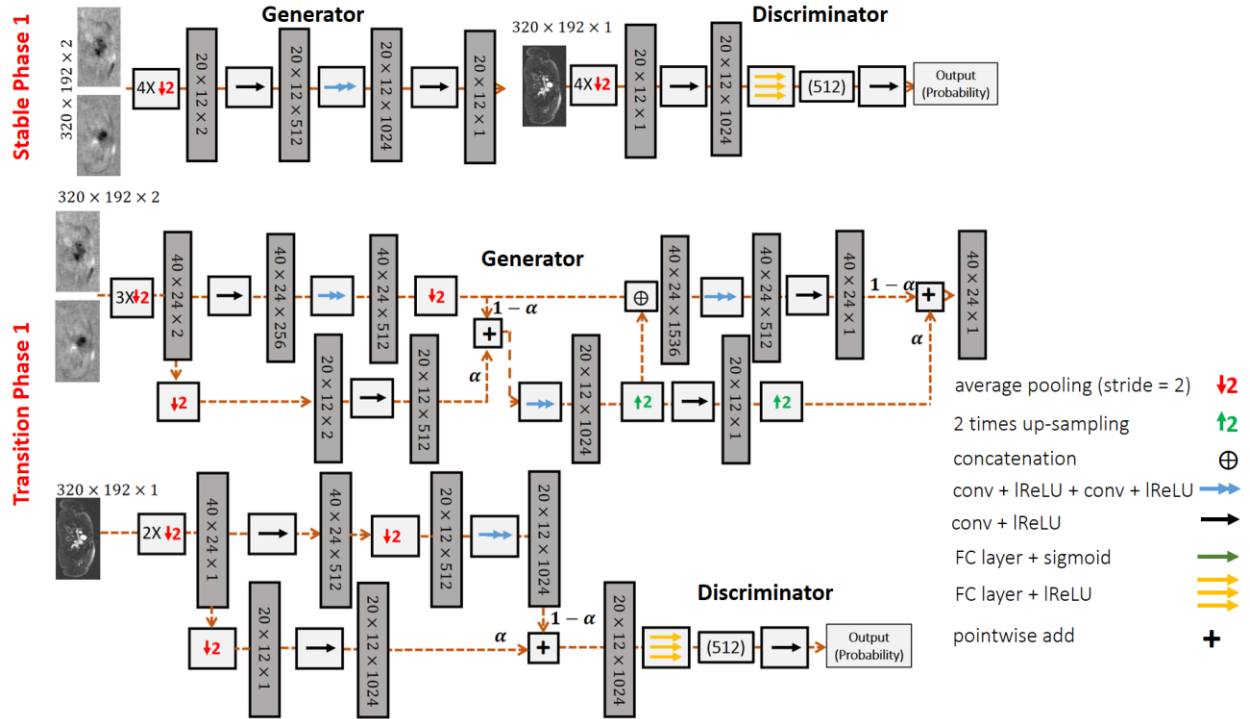 Stable Phase 1
Generator
320 × 192 × 2
4X ↓2
20 × 12 × 2
20 × 12 × 512
20 × 12 × 1024
20 × 12 × 1
Discriminator
320 × 192 × 1
4X ↓2
20 × 12 × 1
20 × 12 × 1024
(512)
Output
(Probability)
Transition Phase 1
320 × 192 × 2
Generator
3X ↓2
40 × 24 × 2
40 × 24 × 256
40 × 24 × 512
↓2
1 − α
+
α
⊕
40 × 24 × 1536
40 × 24 × 512
40 × 24 × 1
1 − α
+
α
40 × 24 × 1
↓2
20 × 12 × 2
20 × 12 × 512
20 × 12 × 1024
↑2
20 × 12 × 1
↑2
320 × 192 × 1
2X ↓2
40 × 24 × 1
40 × 24 × 512
↓2
20 × 12 × 512
20 × 12 × 1024
1 − α
↓2
20 × 12 × 1
20 × 12 × 1024
α
+
Discriminator
20 × 12 × 1024
(512)
Output
(Probability)
average pooling (stride = 2) ↓2
2 times up-sampling ↑2
concatenation ⊕
conv + lReLU + conv + lReLU
conv + lReLU
FC layer + sigmoid
FC layer + lReLU
pointwise add +